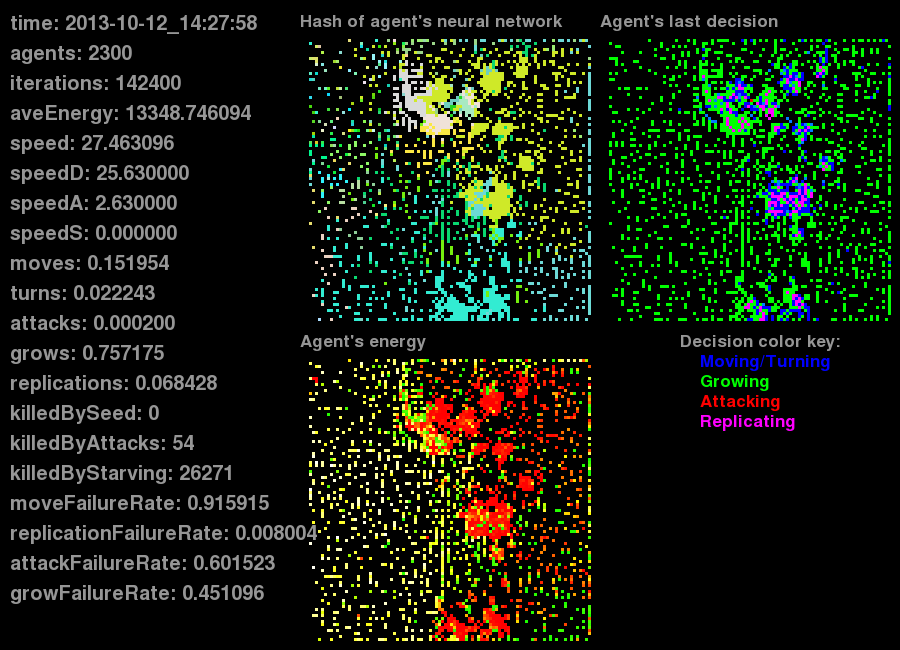 time: 2013-10-12_14:27:58
agents: 2300
iterations: 142400
aveEnergy: 13348.746094
speed: 27.463096
speedD: 25.630000
speedA: 2.630000
speedS: 0.000000
moves: 0.151954
turns: 0.022243
attacks: 0.000200
grows: 0.757175
replications: 0.068428
killedBySeed: 0
killedByAttacks: 54
killedByStarving: 26271
moveFailureRate: 0.915915
replicationFailureRate: 0.008004
attackFailureRate: 0.601523
growFailureRate: 0.451096
Hash of agent's neural network
Agent's last decision
Agent's energy
Decision color key:
Moving/Turning
Growing
Attacking
Replicating